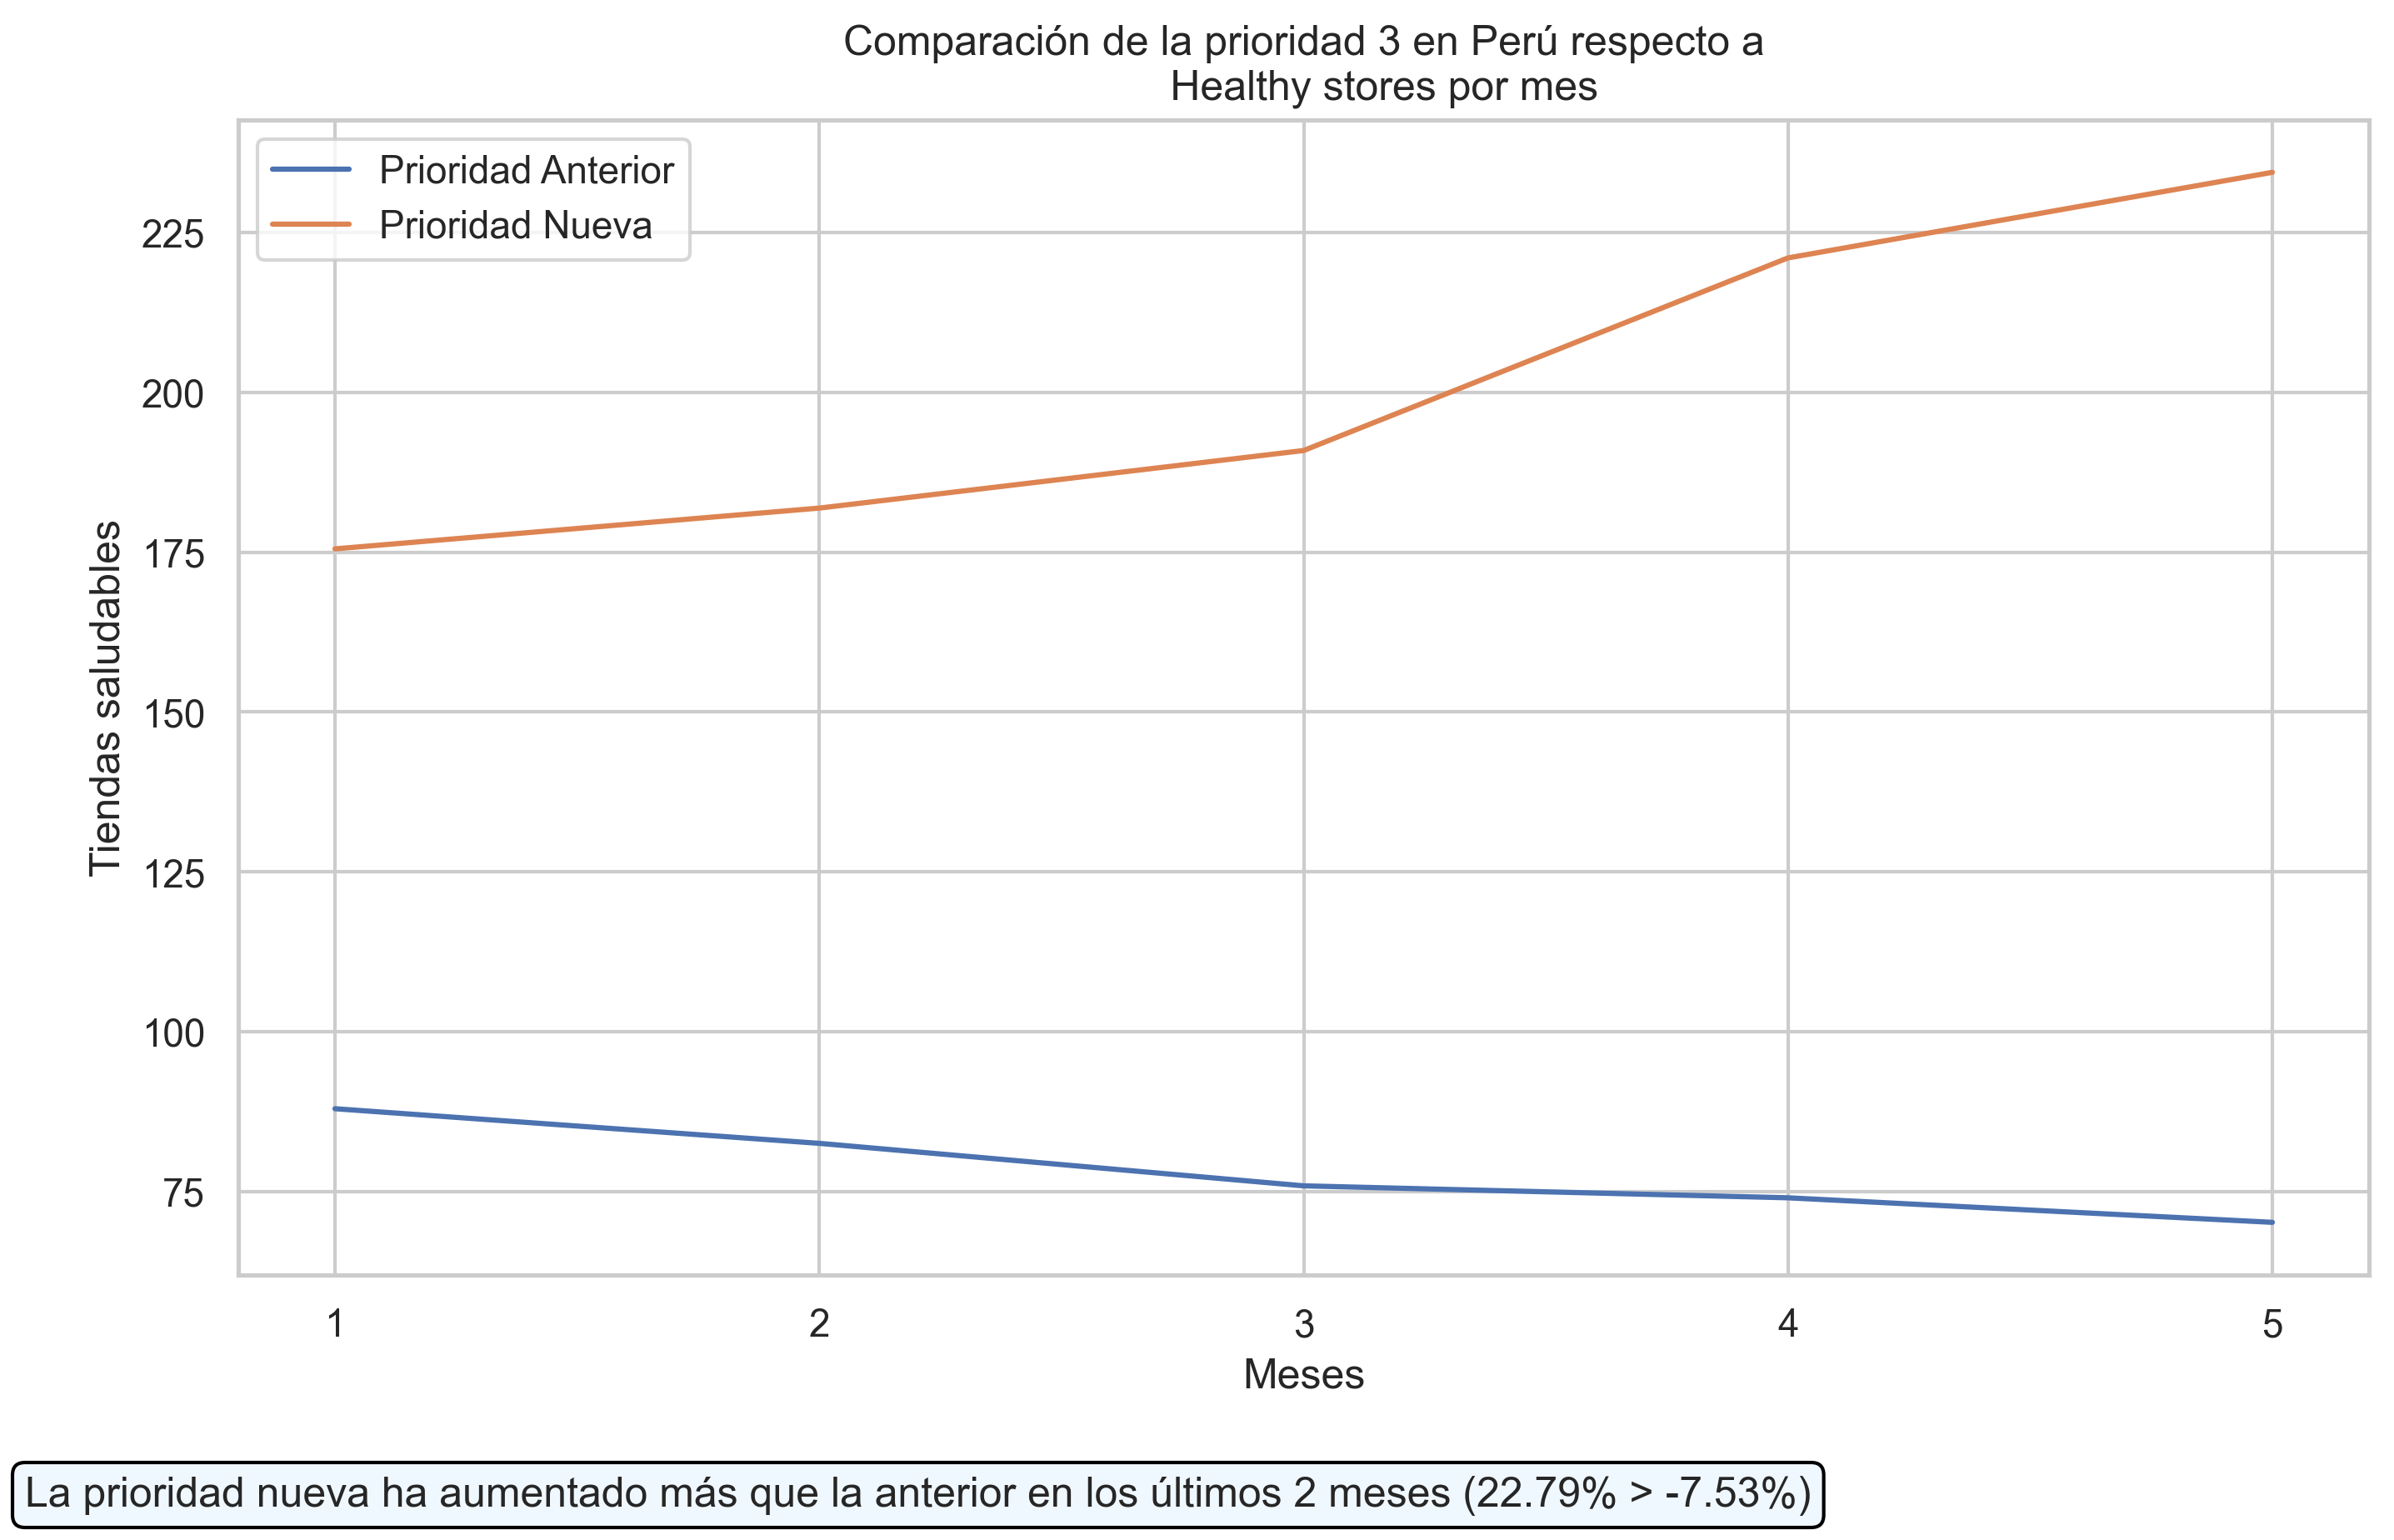 Comparación de la prioridad 3 en Perú respecto a
Healthy stores por mes
Prioridad Anterior
Prioridad Nueva
Tiendas saludables
225
200
175
150
125
100
75
1 2 3 4 5
Meses
La prioridad nueva ha aumentado más que la anterior en los últimos 2 meses (22.79% > -7.53%)